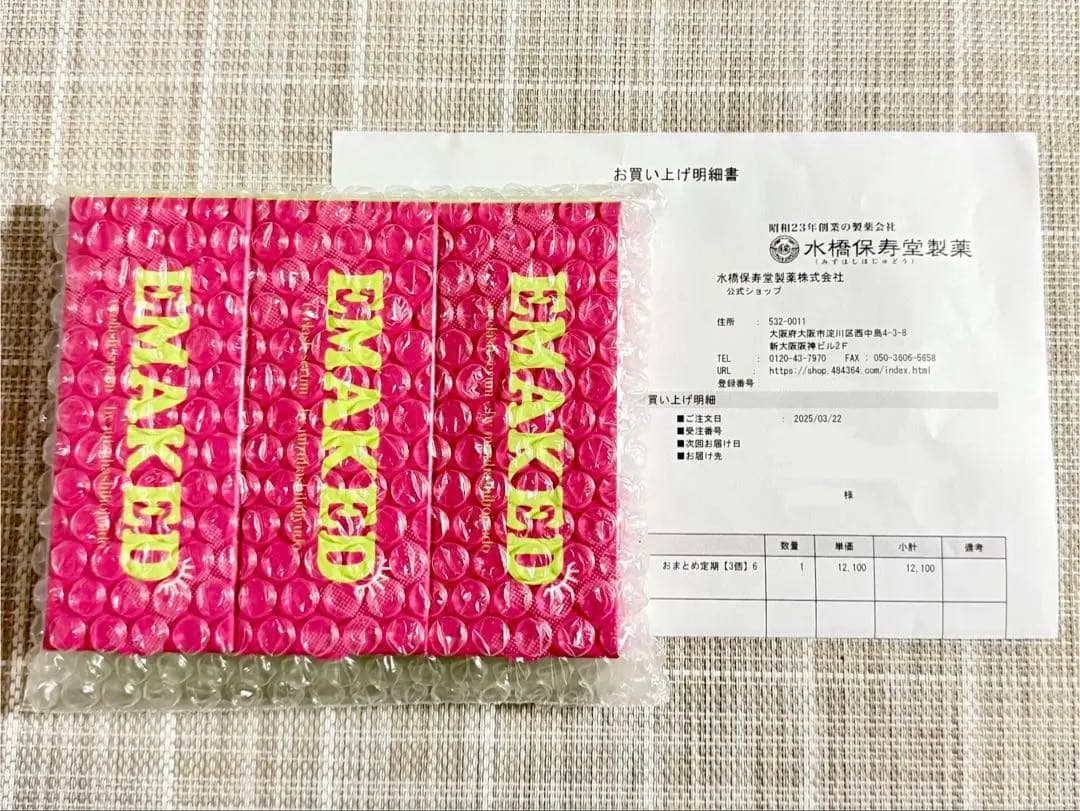 EMAKED
EMAKED
EMAKED
お買い上げ明細書
昭和23年創業の製薬会社
水橋保寿堂製薬
(みずはしほじゅどう)
水橋保寿堂製薬株式会社
公式ショップ
住所 : 532-0011
大阪府大阪市淀川区西中島4-3-8
新大阪阪神ビル2F
TEL : 0120-43-7970 FAX : 050-3606-5658
URL : https://shop.484364.com/index.html
登録番号
買い上げ明細
■ご注文日 : 2025/03/22
■受注番号
■次回お届け日
■お届け先
様
数量 単価 小計 備考
おまとめ定期【3個】6 1 12,100 12,100